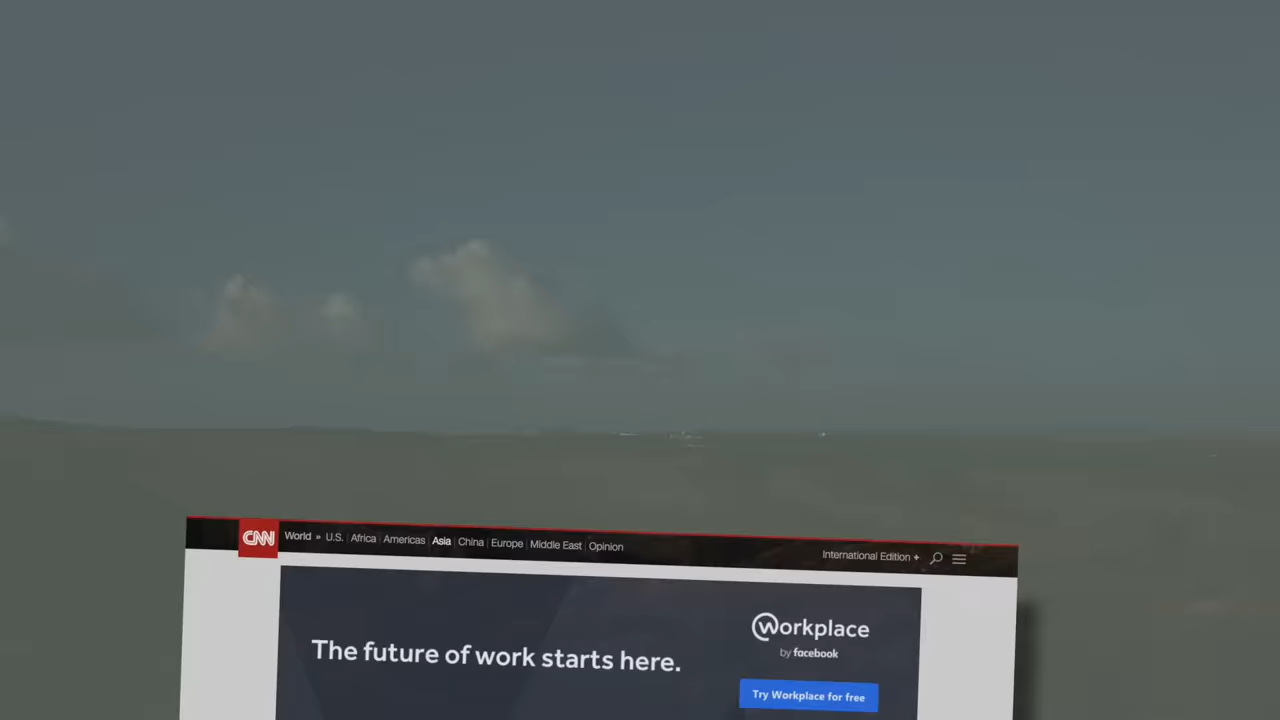 CNN World » U.S. Africa Americas Asia China Europe Middle East Opinion International Edition +
The future of work starts here.
Workplace
by facebook
Try Workplace for free